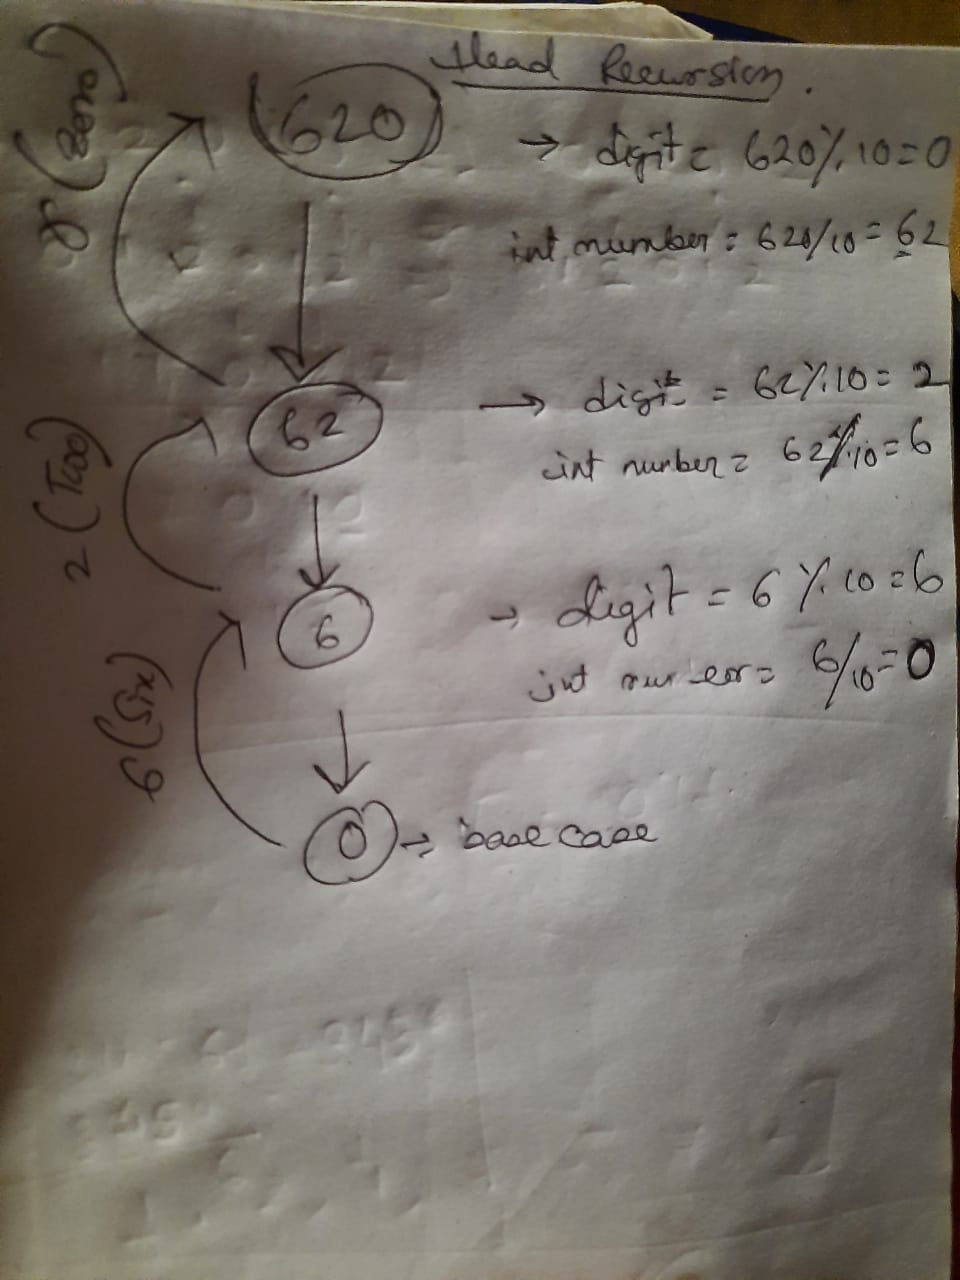 Head Recursion.
620
→ digit = 620%10=0
int number = 620/10 = 62
(Zero)
62
→ digit = 62%10 = 2
int number = 62/10=6
2 (Two)
6
→ digit = 6%10=6
int = 6/10=0
6 (Six)
0 → base case